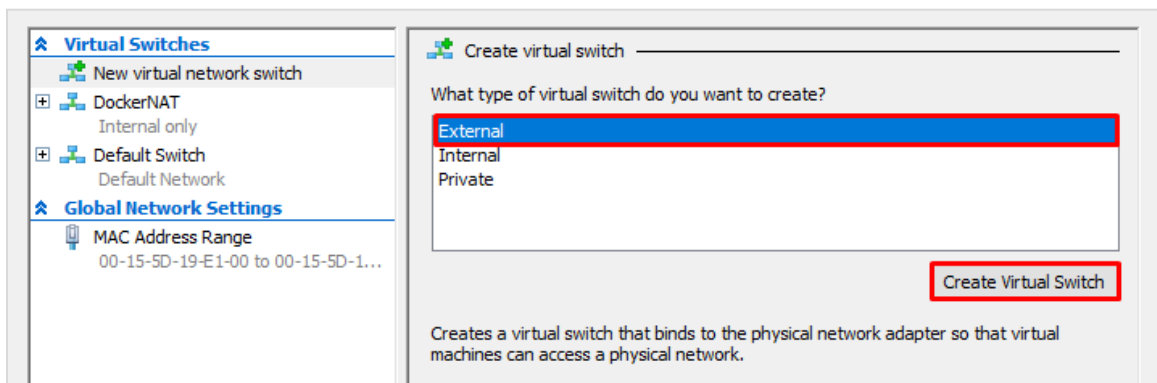 Virtual Switches
New virtual network switch
DockerNAT
Internal only
Default Switch
Default Network
Global Network Settings
MAC Address Range
00-15-5D-19-E1-00 to 00-15-5D-1...
Create virtual switch
What type of virtual switch do you want to create?
External
Internal
Private
Create Virtual Switch
Creates a virtual switch that binds to the physical network adapter so that virtual
machines can access a physical network.